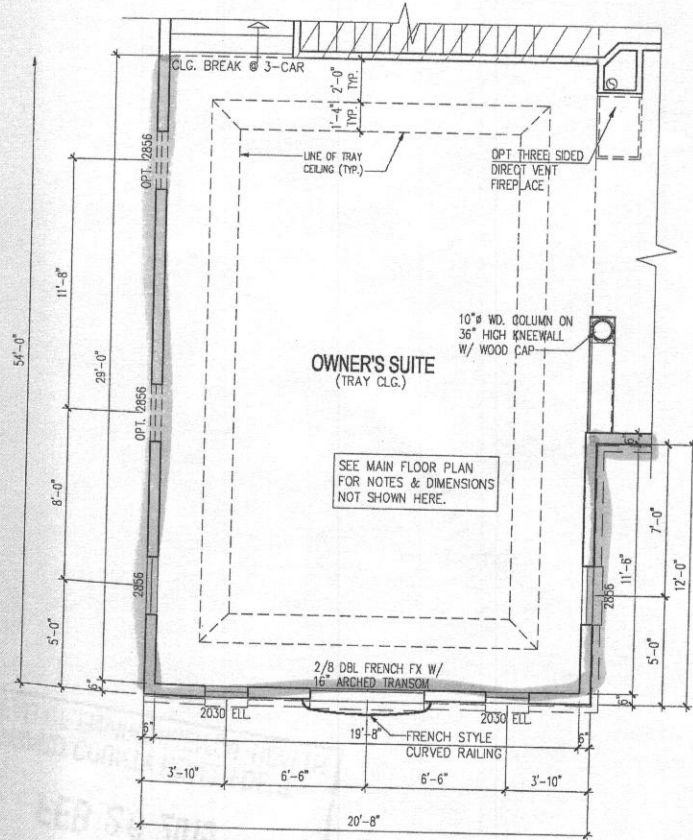 CLG. BREAK @ 3-CAR
2'-0"
TYP.
1'-4"
TYP.
OPT. 2856
LINE OF TRAY
CEILING (TYP.)
OPT THREE SIDED
DIRECT VENT
FIREPLACE
11'-8"
54'-0"
29'-0"
10"ø WD. COLUMN ON
36" HIGH KNEEWALL
W/ WOOD CAP
OWNER'S SUITE
(TRAY CLG.)
OPT. 2856
6"
SEE MAIN FLOOR PLAN
FOR NOTES & DIMENSIONS
NOT SHOWN HERE.
8'-0"
7'-0"
11'-6"
12'-0"
2856
2856
5'-0"
5'-0"
2/8 DBL FRENCH FX W/
16" ARCHED TRANSOM
6"
6"
2030 ELL.
2030 ELL.
6"
19'-8"
6"
FRENCH STYLE
CURVED RAILING
3'-10"
6'-6"
6'-6"
3'-10"
20'-8"